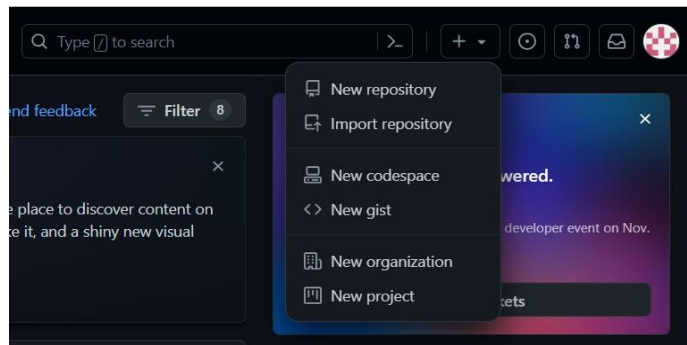 Type / to search
New repository
Import repository
New codespace
New gist
New organization
New project
end feedback
Filter 8
e place to discover content on
ke it, and a shiny new visual
wered.
developer event on Nov.
kets